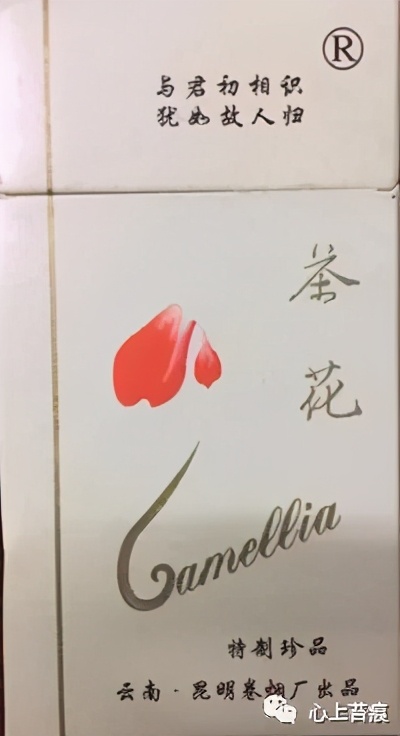 ®
与君初相识
犹如故人归
茶花
Camellia
特制珍品
云南·昆明卷烟厂出品
心上苔痕